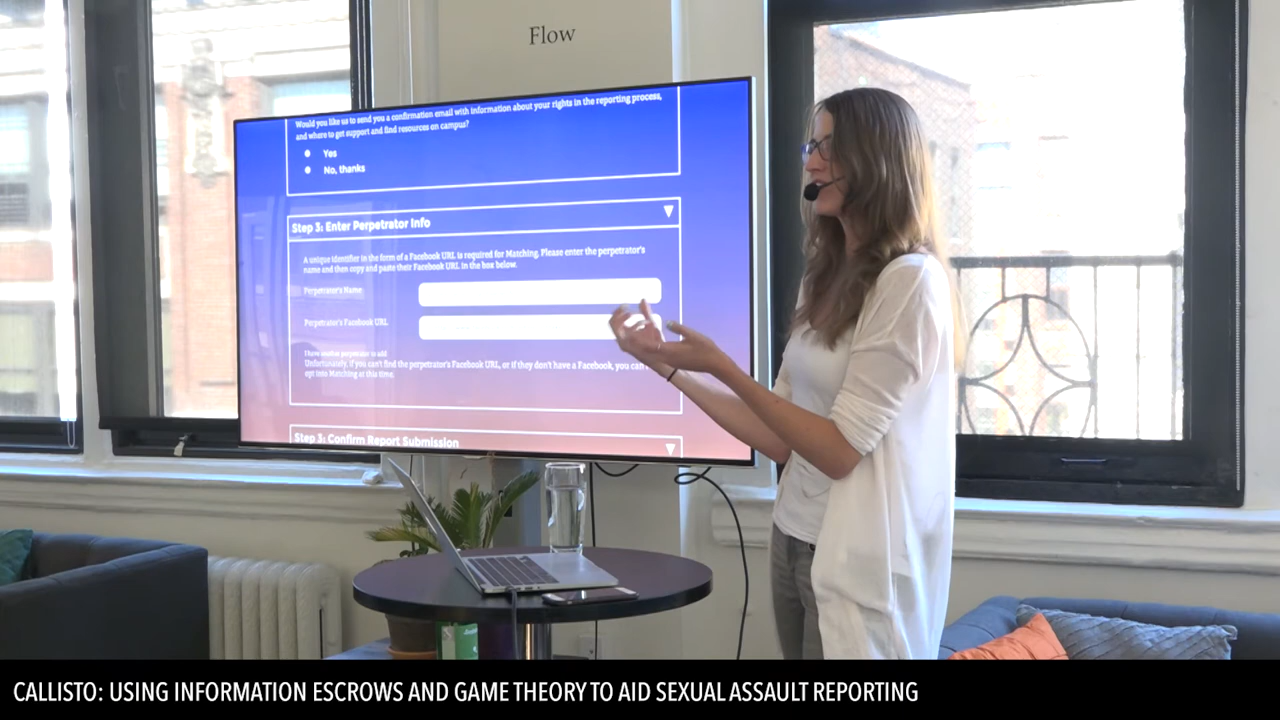 Flow
Would you like us to send you a confirmation email with information about your rights in the reporting process,
and where to get support and find resources on campus?
Yes
No, thanks
Step 3: Enter Perpetrator Info
A unique identifier in the form of a Facebook URL is required for Matching. Please enter the perpetrator's
name and then copy and paste their Facebook URL in the box below.
Perpetrator's Name:
Perpetrator's Facebook URL
I have another perpetrator to add
Unfortunately, if you can't find the perpetrator's Facebook URL, or if they don't have a Facebook, you can
opt into Matching at this time.
Step 3: Confirm Report Submission
CALLISTO: USING INFORMATION ESCROWS AND GAME THEORY TO AID SEXUAL ASSAULT REPORTING